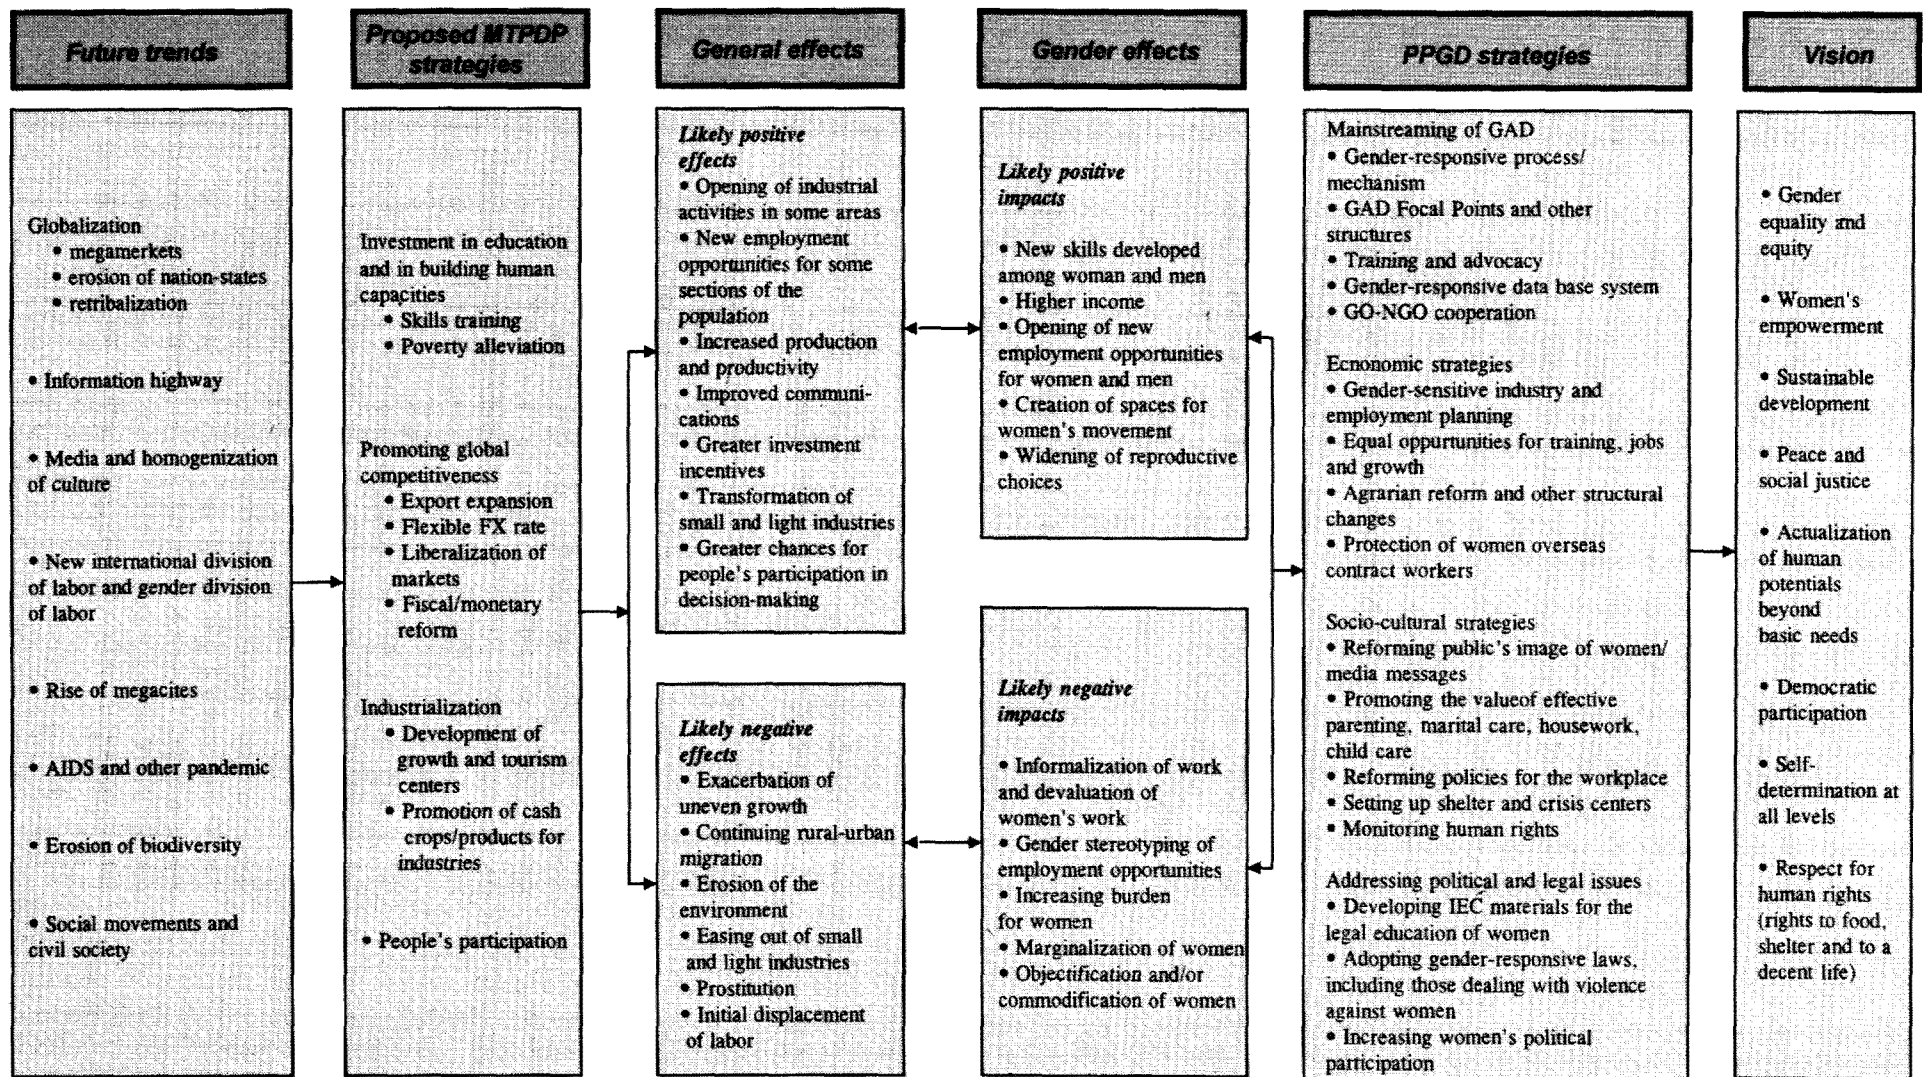 Future trends
Proposed MTPDP
strategies
General effects
Gender effects
PPGD strategies
Vision
Globalization
• megamerkets
• erosion of nation-states
• retribalization
• Information highway
• Media and homogenization
of culture
• New international division
of labor and gender division
of labor
• Rise of megacites
• AIDS and other pandemic
• Erosion of biodiversity
• Social movements and
civil society
Investment in education
and in building human
capacities
• Skills training
• Poverty alleviation
Promoting global
competitiveness
• Export expansion
• Flexible FX rate
• Liberalization of
markets
• Fiscal/monetary
reform
Industrialization
• Development of
growth and tourism
centers
• Promotion of cash
crops/products for
industries
• People's participation
Likely positive
effects
• Opening of industrial
activities in some areas
• New employment
opportunities for some
sections of the
population
• Increased production
and productivity
• Improved communi-
cations
• Greater investment
incentives
• Transformation of
small and light industries
• Greater chances for
people's participation in
decision-making
Likely negative
effects
• Exacerbation of
uneven growth
• Continuing rural-urban
migration
• Erosion of the
environment
• Easing out of small
and light industries
• Prostitution
• Initial displacement
of labor
Likely positive
impacts
• New skills developed
among woman and men
• Higher income
• Opening of new
employment opportunities
for women and men
• Creation of spaces for
women's movement
• Widening of reproductive
choices
Likely negative
impacts
• Informalization of work
and devaluation of
women's work
• Gender stereotyping of
employment opportunities
• Increasing burden
for women
• Marginalization of women
• Objectification and/or
commodification of women
Mainstreaming of GAD
• Gender-responsive process/
mechanism
• GAD Focal Points and other
structures
• Training and advocacy
• Gender-responsive data base system
• GO-NGO cooperation
Ecnonomic strategies
• Gender-sensitive industry and
employment planning
• Equal oppurtunities for training, jobs
and growth
• Agrarian reform and other structural
changes
• Protection of women overseas
contract workers
Socio-cultural strategies
• Reforming public's image of women/
media messages
• Promoting the valueof effective
parenting, marital care, housework,
child care
• Reforming policies for the workplace
• Setting up shelter and crisis centers
• Monitoring human rights
Addressing political and legal issues
• Developing IEC materials for the
legal education of women
• Adopting gender-responsive laws,
including those dealing with violence
against women
• Increasing women's political
participation
• Gender
equality and
equity
• Women's
empowerment
• Sustainable
development
• Peace and
social justice
• Actualization
of human
potentials
beyond
basic needs
• Democratic
participation
• Self-
determination at
all levels
• Respect for
human rights
(rights to food,
shelter and to a
decent life)